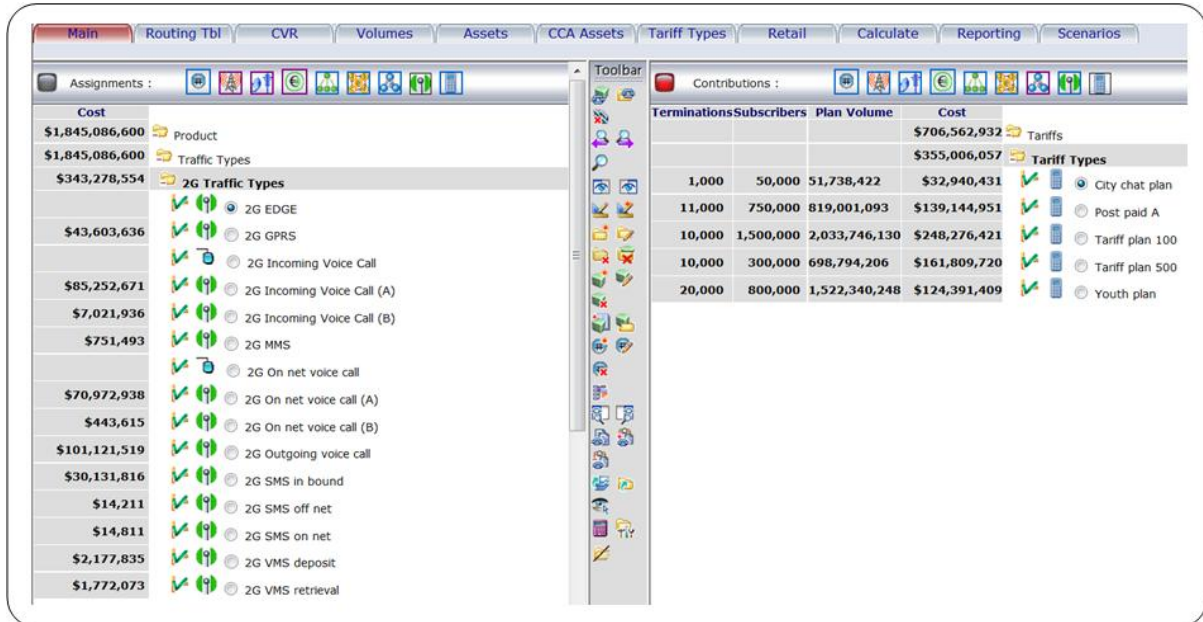 Main Routing Tbl CVR Volumes Assets CCA Assets Tariff Types Retail Calculate Reporting Scenarios
Assignments :
Cost
$1,845,086,600 Product
$1,845,086,600 Traffic Types
$343,278,554 2G Traffic Types
2G EDGE
$43,603,636 2G GPRS
2G Incoming Voice Call
$85,252,671 2G Incoming Voice Call (A)
$7,021,936 2G Incoming Voice Call (B)
$751,493 2G MMS
2G On net voice call
$70,972,938 2G On net voice call (A)
$443,615 2G On net voice call (B)
$101,121,519 2G Outgoing voice call
$30,131,816 2G SMS in bound
$14,211 2G SMS off net
$14,811 2G SMS on net
$2,177,835 2G VMS deposit
$1,772,073 2G VMS retrieval
Toolbar
Contributions :
Terminations Subscribers Plan Volume Cost
$706,562,932 Tariffs
$355,006,057 Tariff Types
1,000 50,000 51,738,422 $32,940,431 City chat plan
11,000 750,000 819,001,093 $139,144,951 Post paid A
10,000 1,500,000 2,033,746,130 $248,276,421 Tariff plan 100
10,000 300,000 698,794,206 $161,809,720 Tariff plan 500
20,000 800,000 1,522,340,248 $124,391,409 Youth plan